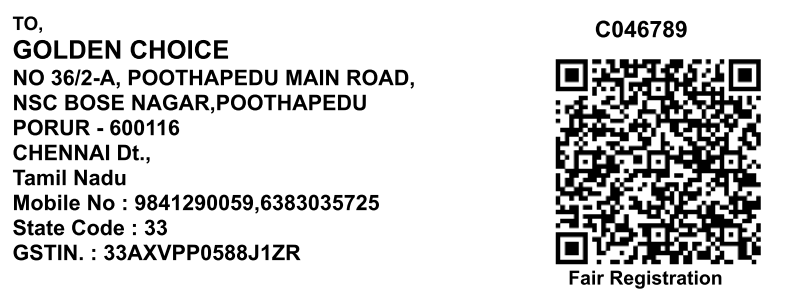 TO,
GOLDEN CHOICE
NO 36/2-A, POOTHAPEDU MAIN ROAD,
NSC BOSE NAGAR,POOTHAPEDU
PORUR - 600116
CHENNAI Dt.,
Tamil Nadu
Mobile No : 9841290059,6383035725
State Code : 33
GSTIN. : 33AXVPP0588J1ZR
C046789
Fair Registration